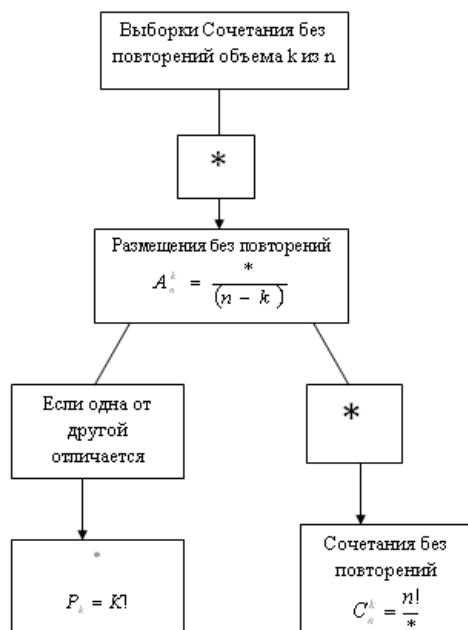 Выборки Сочетания без
повторений объема k из n
*
Размещения без повторений
A_n^k = * / (n - k)
Если одна от
другой
отличается
*
*
P_k = K!
Сочетания без
повторений
C_n^k = n! / *